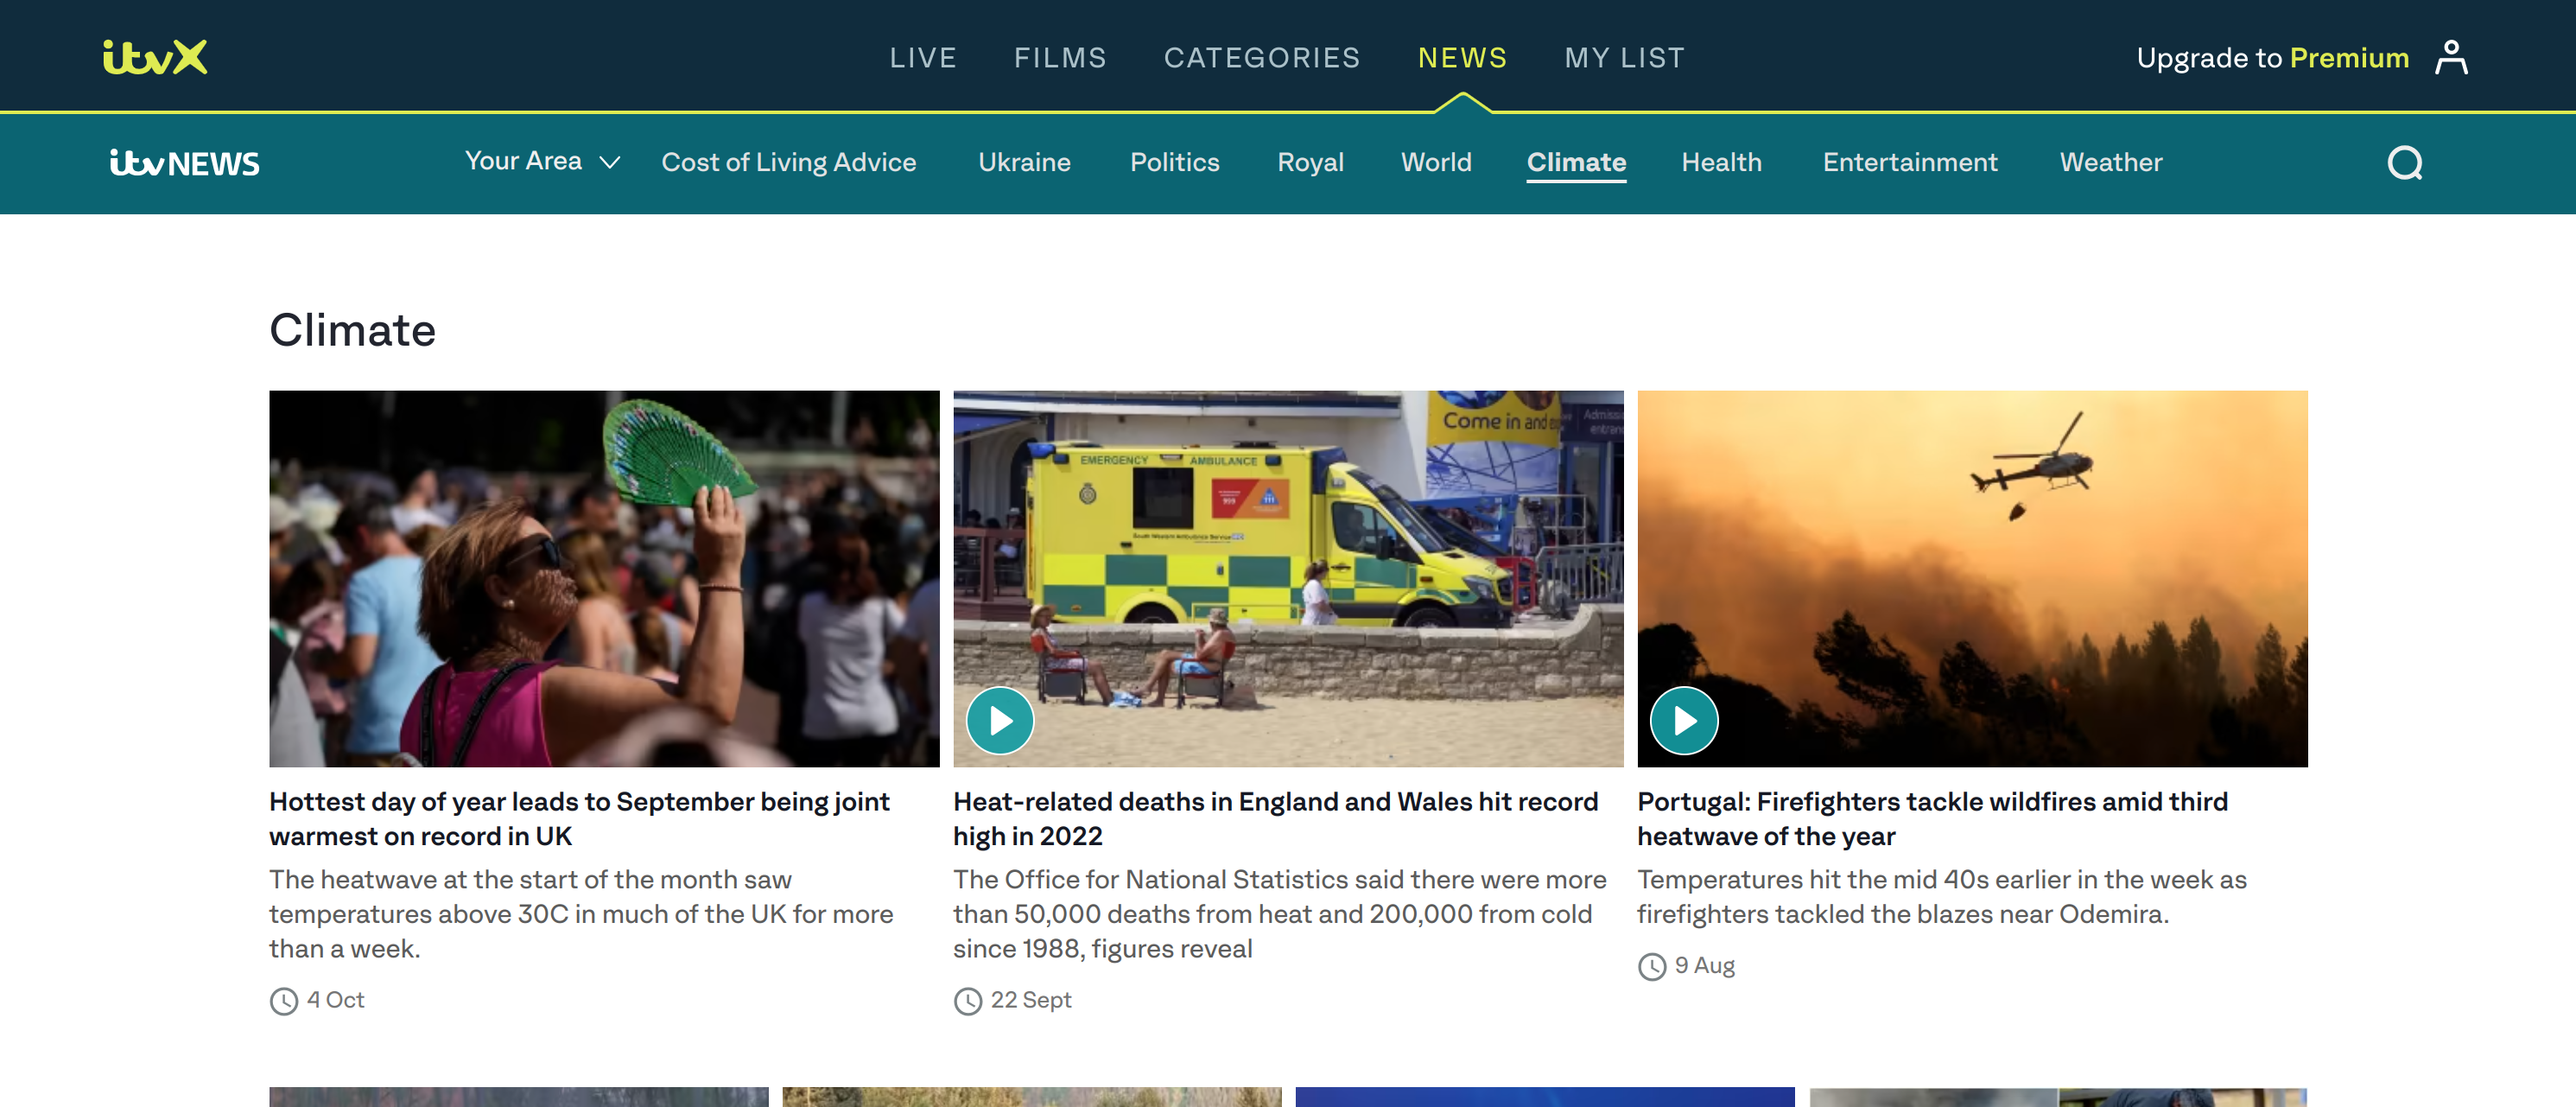 itvX
LIVE
FILMS
CATEGORIES
NEWS
MY LIST
Upgrade to Premium
itv NEWS
Your Area
Cost of Living Advice
Ukraine
Politics
Royal
World
Climate
Health
Entertainment
Weather
Climate
EMERGENCY AMBULANCE
999
111
South Western Ambulance Service
Come in and
Hottest day of year leads to September being joint
warmest on record in UK
The heatwave at the start of the month saw
temperatures above 30C in much of the UK for more
than a week.
4 Oct
Heat-related deaths in England and Wales hit record
high in 2022
The Office for National Statistics said there were more
than 50,000 deaths from heat and 200,000 from cold
since 1988, figures reveal
22 Sept
Portugal: Firefighters tackle wildfires amid third
heatwave of the year
Temperatures hit the mid 40s earlier in the week as
firefighters tackled the blazes near Odemira.
9 Aug